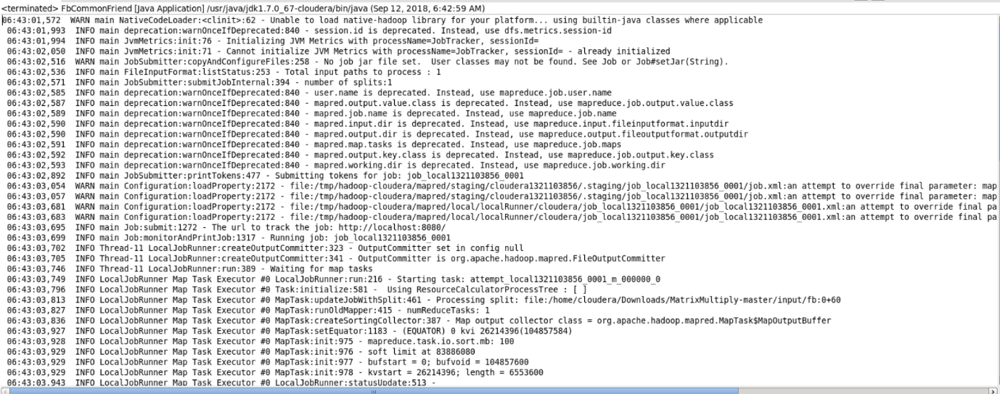 <terminated> FbCommonFriend [Java Application] /usr/java/jdk1.7.0_67-cloudera/bin/java (Sep 12, 2018, 6:42:59 AM)
06:43:01,572  WARN main NativeCodeLoader:<clinit>:62 - Unable to load native-hadoop library for your platform... using builtin-java classes where applicable
06:43:01,993  INFO main deprecation:warnOnceIfDeprecated:840 - session.id is deprecated. Instead, use dfs.metrics.session-id
06:43:01,994  INFO main JvmMetrics:init:76 - Initializing JVM Metrics with processName=JobTracker, sessionId=
06:43:02,050  INFO main JvmMetrics:init:71 - Cannot initialize JVM Metrics with processName=JobTracker, sessionId= - already initialized
06:43:02,516  WARN main JobSubmitter:copyAndConfigureFiles:258 - No job jar file set.  User classes may not be found. See Job or Job#setJar(String).
06:43:02,536  INFO main FileInputFormat:listStatus:253 - Total input paths to process : 1
06:43:02,571  INFO main JobSubmitter:submitJobInternal:394 - number of splits:1
06:43:02,585  INFO main deprecation:warnOnceIfDeprecated:840 - user.name is deprecated. Instead, use mapreduce.job.user.name
06:43:02,587  INFO main deprecation:warnOnceIfDeprecated:840 - mapred.output.value.class is deprecated. Instead, use mapreduce.job.output.value.class
06:43:02,589  INFO main deprecation:warnOnceIfDeprecated:840 - mapred.job.name is deprecated. Instead, use mapreduce.job.name
06:43:02,590  INFO main deprecation:warnOnceIfDeprecated:840 - mapred.input.dir is deprecated. Instead, use mapreduce.input.fileinputformat.inputdir
06:43:02,590  INFO main deprecation:warnOnceIfDeprecated:840 - mapred.output.dir is deprecated. Instead, use mapreduce.output.fileoutputformat.outputdir
06:43:02,591  INFO main deprecation:warnOnceIfDeprecated:840 - mapred.map.tasks is deprecated. Instead, use mapreduce.job.maps
06:43:02,592  INFO main deprecation:warnOnceIfDeprecated:840 - mapred.output.key.class is deprecated. Instead, use mapreduce.job.output.key.class
06:43:02,593  INFO main deprecation:warnOnceIfDeprecated:840 - mapred.working.dir is deprecated. Instead, use mapreduce.job.working.dir
06:43:02,892  INFO main JobSubmitter:printTokens:477 - Submitting tokens for job: job_local1321103856_0001
06:43:03,054  WARN main Configuration:loadProperty:2172 - file:/tmp/hadoop-cloudera/mapred/staging/cloudera1321103856/.staging/job_local1321103856_0001/job.xml:an attempt to override final parameter: map
06:43:03,057  WARN main Configuration:loadProperty:2172 - file:/tmp/hadoop-cloudera/mapred/staging/cloudera1321103856/.staging/job_local1321103856_0001/job.xml:an attempt to override final parameter: map
06:43:03,681  WARN main Configuration:loadProperty:2172 - file:/tmp/hadoop-cloudera/mapred/local/localRunner/cloudera/job_local1321103856_0001/job_local1321103856_0001.xml:an attempt to override final pa
06:43:03,683  WARN main Configuration:loadProperty:2172 - file:/tmp/hadoop-cloudera/mapred/local/localRunner/cloudera/job_local1321103856_0001/job_local1321103856_0001.xml:an attempt to override final pa
06:43:03,695  INFO main Job:submit:1272 - The url to track the job: http://localhost:8080/
06:43:03,699  INFO main Job:monitorAndPrintJob:1317 - Running job: job_local1321103856_0001
06:43:03,702  INFO Thread-11 LocalJobRunner:createOutputCommitter:323 - OutputCommitter set in config null
06:43:03,705  INFO Thread-11 LocalJobRunner:createOutputCommitter:341 - OutputCommitter is org.apache.hadoop.mapred.FileOutputCommitter
06:43:03,746  INFO Thread-11 LocalJobRunner:run:389 - Waiting for map tasks
06:43:03,749  INFO LocalJobRunner Map Task Executor #0 LocalJobRunner:run:216 - Starting task: attempt_local1321103856_0001_m_000000_0
06:43:03,796  INFO LocalJobRunner Map Task Executor #0 Task:initialize:581 -  Using ResourceCalculatorProcessTree : [ ]
06:43:03,813  INFO LocalJobRunner Map Task Executor #0 MapTask:updateJobWithSplit:461 - Processing split: file:/home/cloudera/Downloads/MatrixMultiply-master/input/fb:0+60
06:43:03,827  INFO LocalJobRunner Map Task Executor #0 MapTask:runOldMapper:415 - numReduceTasks: 1
06:43:03,836  INFO LocalJobRunner Map Task Executor #0 MapTask:createSortingCollector:387 - Map output collector class = org.apache.hadoop.mapred.MapTask$MapOutputBuffer
06:43:03,927  INFO LocalJobRunner Map Task Executor #0 MapTask:setEquator:1183 - (EQUATOR) 0 kvi 26214396(104857584)
06:43:03,928  INFO LocalJobRunner Map Task Executor #0 MapTask:init:975 - mapreduce.task.io.sort.mb: 100
06:43:03,929  INFO LocalJobRunner Map Task Executor #0 MapTask:init:976 - soft limit at 83886080
06:43:03,929  INFO LocalJobRunner Map Task Executor #0 MapTask:init:977 - bufstart = 0; bufvoid = 104857600
06:43:03,929  INFO LocalJobRunner Map Task Executor #0 MapTask:init:978 - kvstart = 26214396; length = 6553600
06:43:03,943  INFO LocalJobRunner Map Task Executor #0 LocalJobRunner:statusUpdate:513 -